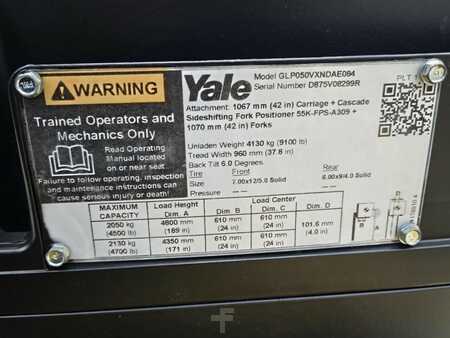 WARNING
Trained Operators and
Mechanics Only
Read Operating
Manual located
on or near seat.
Failure to follow operating, inspection
and maintenance instructions can
cause serious injury or death.
Yale
Model GLP050VXNDAE084
Serial Number D875V08299R
PLT
Attachment: 1067 mm (42 in) Carriage + Cascade
Sideshifting Fork Positioner 55K-FPS-A309 +
1070 mm (42 in) Forks
Unladen Weight 4130 kg (9100 lb)
Tread Width 960 mm (37.8 in)
Back Tilt 6.0 Degrees
Tire Front Rear
Size 7.00x12/5.0 Solid 6.00x9/4.0 Solid
Pressure -- --
MAXIMUM CAPACITY Load Height Dim. A Load Center Dim. B Dim. C Dim. D
2050 kg (4500 lb) 4800 mm (189 in) 610 mm (24 in) 610 mm (24 in) 101.6 mm (4.0 in)
2130 kg (4700 lb) 4350 mm (171 in) 610 mm (24 in) 610 mm (24 in)
A